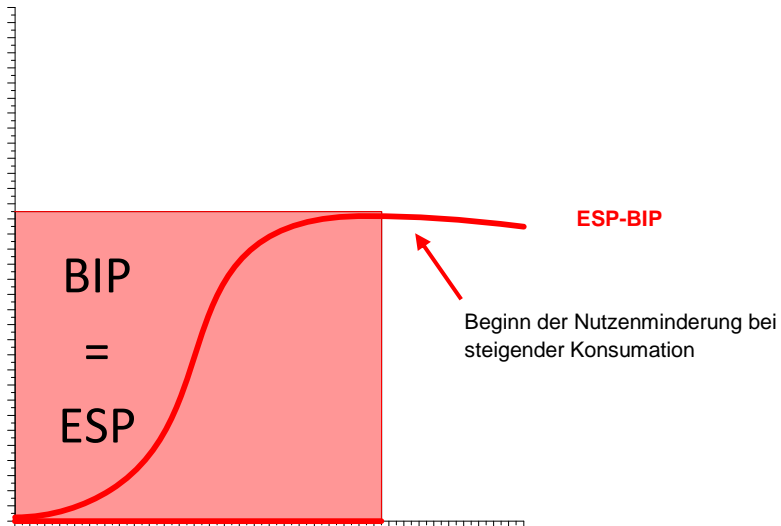 ESP-BIP
BIP
=
ESP
Beginn der Nutzenminderung bei
steigender Konsumation